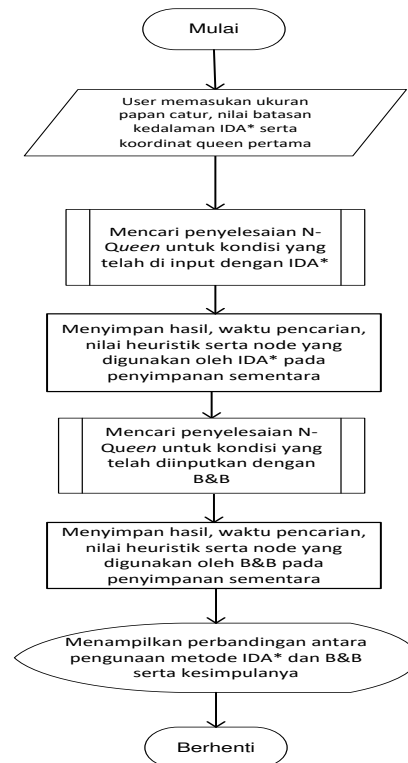 Mulai
User memasukan ukuran
papan catur, nilai batasan
kedalaman IDA* serta
koordinat queen pertama
Mencari penyelesaian N-
Queen untuk kondisi yang
telah di input dengan IDA*
Menyimpan hasil, waktu pencarian,
nilai heuristik serta node yang
digunakan oleh IDA* pada
penyimpanan sementara
Mencari penyelesaian N-
Queen untuk kondisi yang
telah diinputkan dengan
B&B
Menyimpan hasil, waktu pencarian,
nilai heuristik serta node yang
digunakan oleh B&B pada
penyimpanan sementara
Menampilkan perbandingan antara
pengunaan metode IDA* dan B&B
serta kesimpulanya
Berhenti